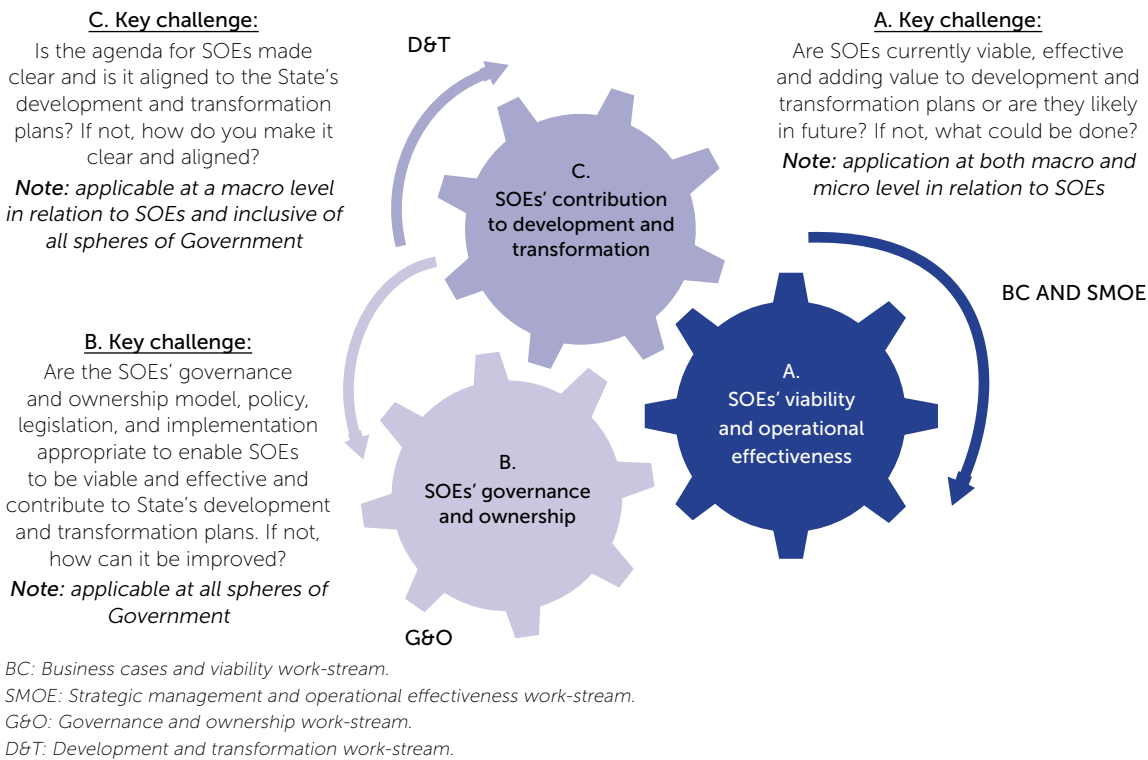 C. Key challenge:
Is the agenda for SOEs made
clear and is it aligned to the State’s
development and transformation
plans? If not, how do you make it
clear and aligned?
Note: applicable at a macro level
in relation to SOEs and inclusive of
all spheres of Government
D&T
A. Key challenge:
Are SOEs currently viable, effective
and adding value to development and
transformation plans or are they likely
in future? If not, what could be done?
Note: application at both macro and
micro level in relation to SOEs
C.
SOEs’ contribution
to development and
transformation
BC AND SMOE
A.
SOEs’ viability
and operational
effectiveness
B. Key challenge:
Are the SOEs’ governance
and ownership model, policy,
legislation, and implementation
appropriate to enable SOEs
to be viable and effective and
contribute to State’s development
and transformation plans. If not,
how can it be improved?
Note: applicable at all spheres of
Government
B.
SOEs’ governance
and ownership
G&O
BC: Business cases and viability work-stream.
SMOE: Strategic management and operational effectiveness work-stream.
G&O: Governance and ownership work-stream.
D&T: Development and transformation work-stream.